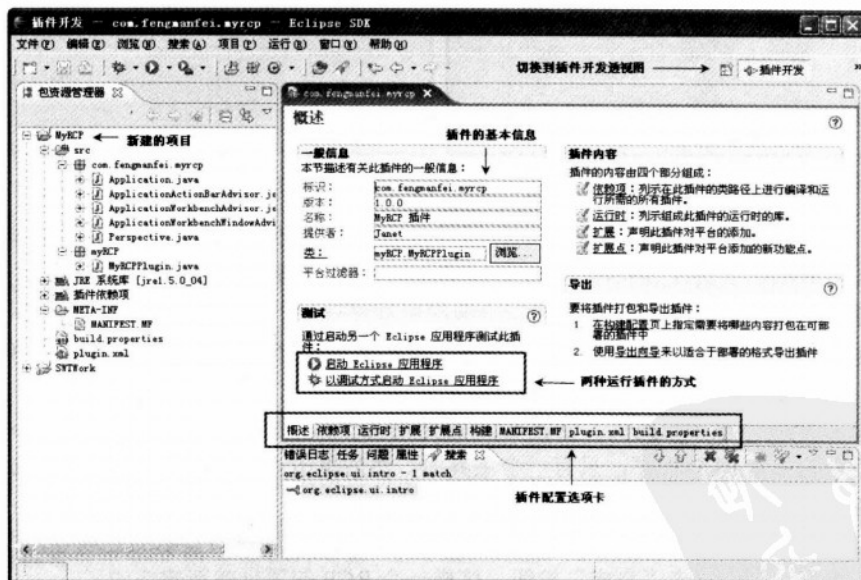 插件开发 - com.fengmanfei.myrcp - Eclipse SDK
文件(F) 编辑(E) 浏览(N) 搜索(A) 项目(P) 运行(R) 窗口(W) 帮助(H)
切换到插件开发透视图
插件开发
包资源管理器
MyRCP
新建的项目
src
com.fengmanfei.myrcp
Application.java
ApplicationActionBarAdvisor.ja
ApplicationWorkbenchAdvisor.ja
ApplicationWorkbenchWindowAdvi
Perspective.java
myRCP
MyRCPPlugin.java
JRE 系统库 [jre1.5.0_04]
插件依赖项
META-INF
MANIFEST.MF
build.properties
plugin.xml
SWTWork
com.fengmanfei.myrcp
概述
插件的基本信息
一般信息
本节描述有关此插件的一般信息：
标识： com.fengmanfei.myrcp
版本： 1.0.0
名称： MyRCP 插件
提供者： Janet
类： myRCP.MyRCPPlugin 浏览...
平台过滤器：
测试
通过启动另一个 Eclipse 应用程序测试此插
件：
启动 Eclipse 应用程序
以调试方式启动 Eclipse 应用程序
两种运行插件的方式
插件内容
插件的内容由四个部分组成：
依赖项：列示在此插件的类路径上进行编译和运
行所需的所有插件。
运行时：列示组成此插件的运行时的库。
扩展：声明此插件对平台的添加。
扩展点：声明此插件对平台添加的新功能点。
导出
要将插件打包和导出插件：
1. 在构建配置页上指定需要将哪些内容打包在可部
署的插件中
2. 使用导出向导来以适合于部署的格式导出插件
概述 依赖项 运行时 扩展 扩展点 构建 MANIFEST.MF plugin.xml build.properties
错误日志 任务 问题 属性 搜索
org.eclipse.ui.intro - 1 match
org.eclipse.ui.intro
插件配置选项卡